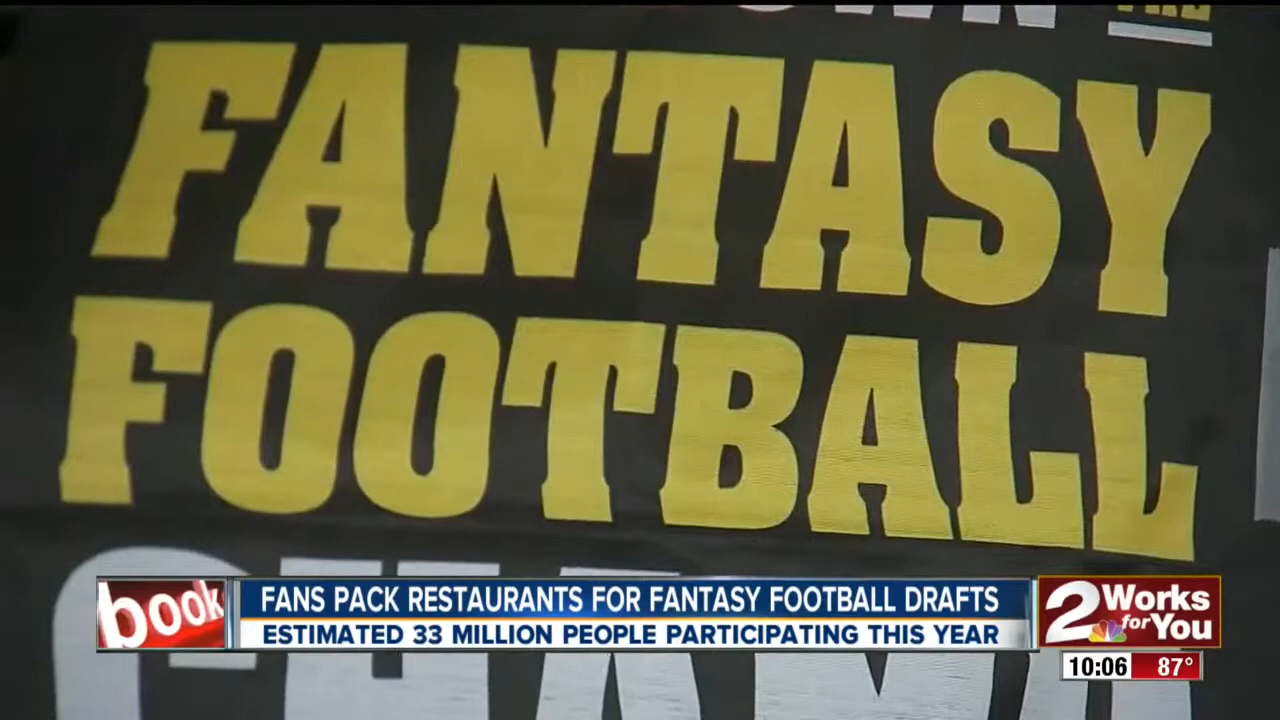 FANTASY
FOOTBALL
book
FANS PACK RESTAURANTS FOR FANTASY FOOTBALL DRAFTS
ESTIMATED 33 MILLION PEOPLE PARTICIPATING THIS YEAR
2 Works
for You
10:06 87°